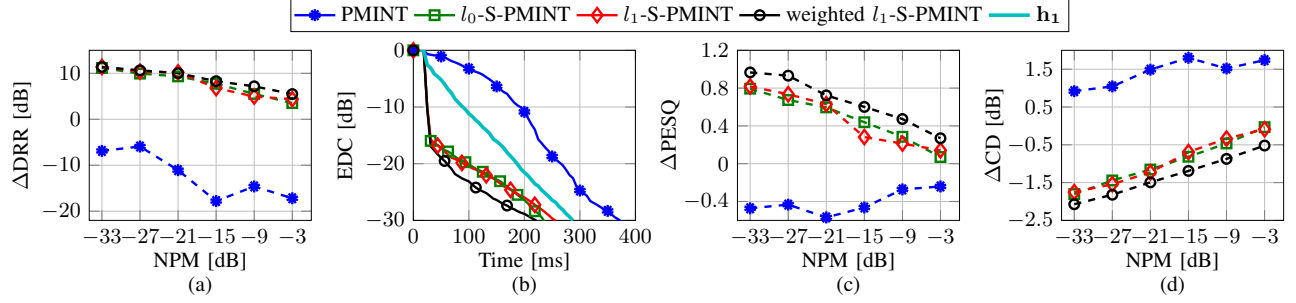 PMINT l₀-S-PMINT l₁-S-PMINT weighted l₁-S-PMINT h₁
ΔDRR [dB]
10
0
−10
−20
−33 −27 −21 −15 −9 −3
NPM [dB]
(a)
EDC [dB]
0
−10
−20
−30
0 100 200 300 400
Time [ms]
(b)
ΔPESQ
1.2
0.8
0.4
0
−0.4
−33 −27 −21 −15 −9 −3
NPM [dB]
(c)
ΔCD [dB]
1.5
0.5
−0.5
−1.5
−2.5
−33 −27 −21 −15 −9 −3
NPM [dB]
(d)